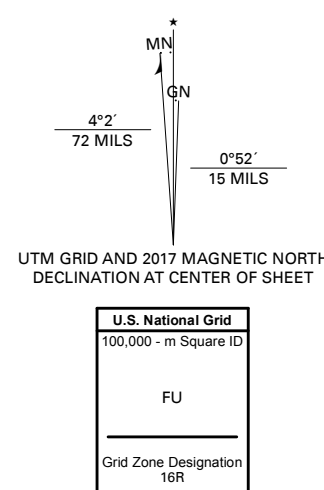 ★
MN
GN
4°2´
72 MILS
0°52´
15 MILS
UTM GRID AND 2017 MAGNETIC NORTH
DECLINATION AT CENTER OF SHEET
U.S. National Grid
100,000 - m Square ID
FU
Grid Zone Designation
16R